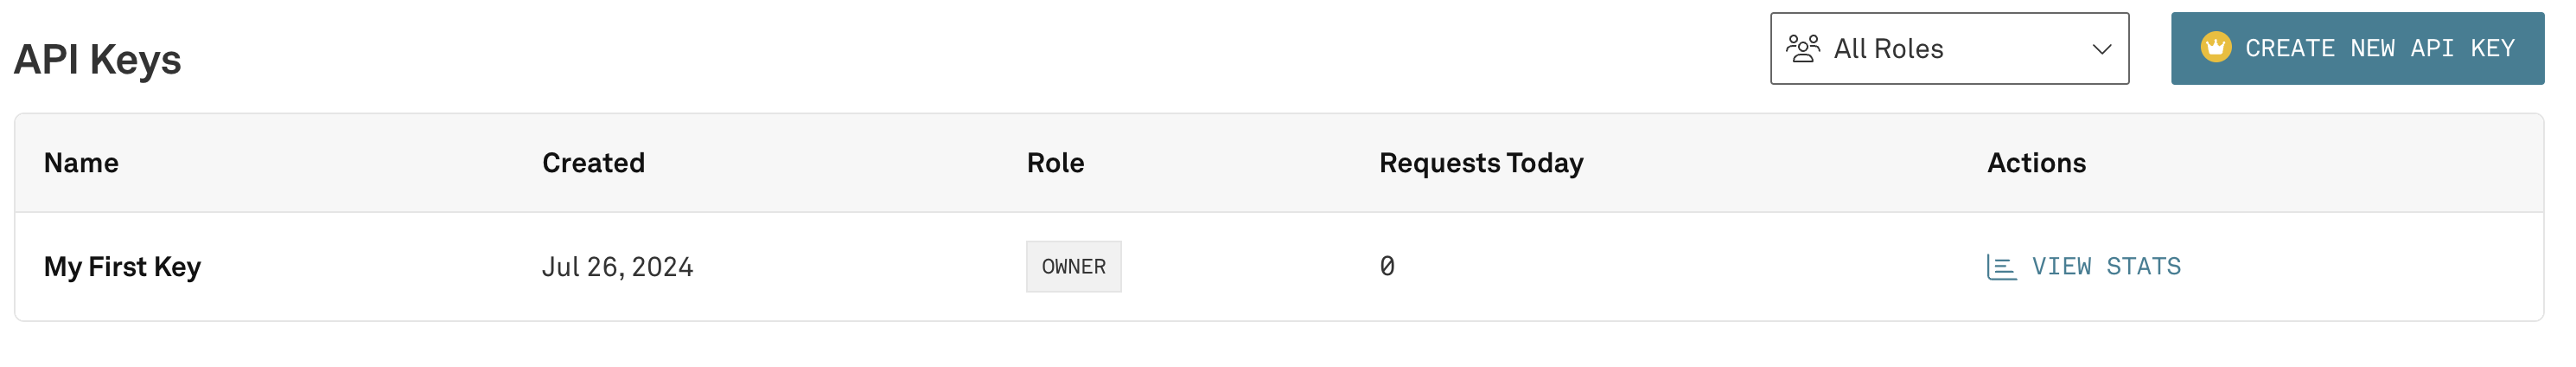 API Keys
All Roles
CREATE NEW API KEY
Name Created Role Requests Today Actions
My First Key Jul 26, 2024 OWNER 0 VIEW STATS